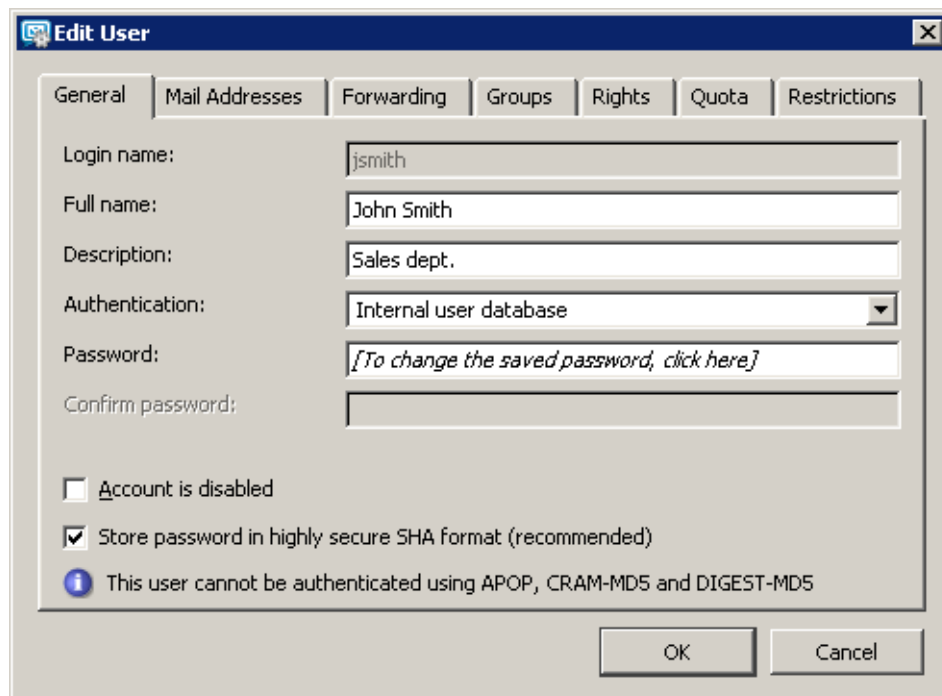 Edit User
General Mail Addresses Forwarding Groups Rights Quota Restrictions
Login name: jsmith
Full name: John Smith
Description: Sales dept.
Authentication: Internal user database
Password: [To change the saved password, click here]
Confirm password:
Account is disabled
Store password in highly secure SHA format (recommended)
This user cannot be authenticated using APOP, CRAM-MD5 and DIGEST-MD5
OK Cancel